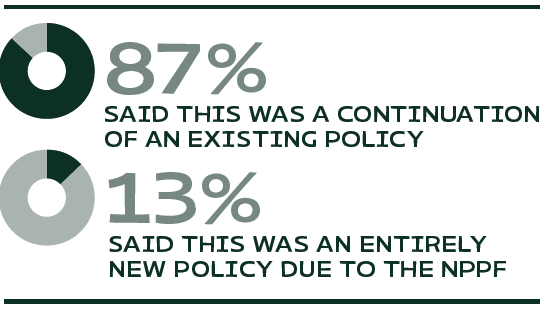 87%
SAID THIS WAS A CONTINUATION
OF AN EXISTING POLICY
13%
SAID THIS WAS AN ENTIRELY
NEW POLICY DUE TO THE NPPF